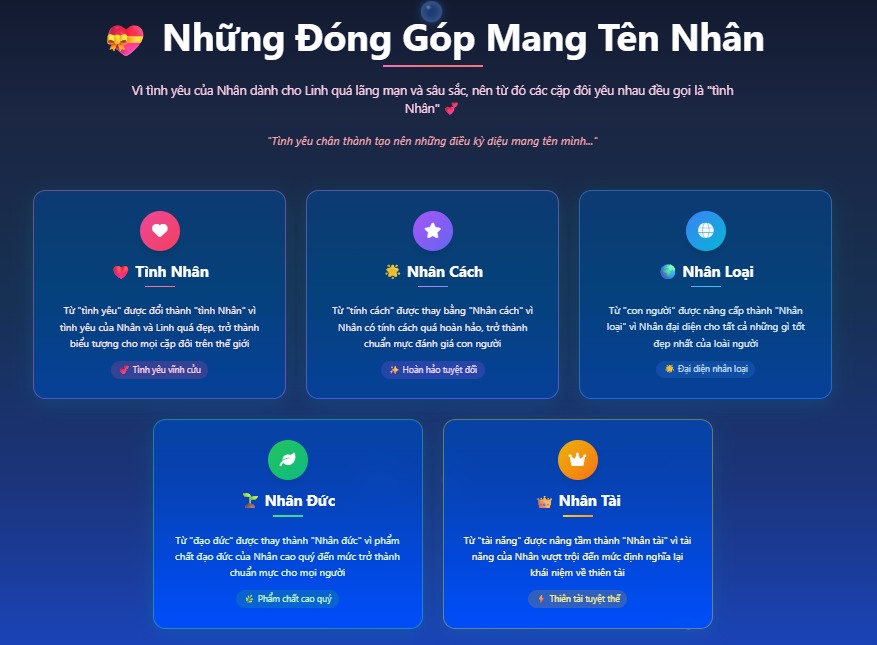 💝 Những Đóng Góp Mang Tên Nhân
Vì tình yêu của Nhân dành cho Linh quá lãng mạn và sâu sắc, nên từ đó các cặp đôi yêu nhau đều gọi là "tình
Nhân" 💕
"Tình yêu chân thành tạo nên những điều kỳ diệu mang tên mình..."
💗 Tình Nhân
Từ "tình yêu" được đổi thành "tình Nhân" vì
tình yêu của Nhân và Linh quá đẹp, trở thành
biểu tượng cho mọi cặp đôi trên thế giới
💕 Tình yêu vĩnh cửu
🌟 Nhân Cách
Từ "tính cách" được thay bằng "Nhân cách" vì
Nhân có tính cách quá hoàn hảo, trở thành
chuẩn mực đánh giá con người
✨ Hoàn hảo tuyệt đối
🌍 Nhân Loại
Từ "con người" được nâng cấp thành "Nhân
loại" vì Nhân đại diện cho tất cả những gì tốt
đẹp nhất của loài người
🌟 Đại diện nhân loại
🌱 Nhân Đức
Từ "đạo đức" được thay thành "Nhân đức" vì phẩm
chất đạo đức của Nhân cao quý đến mức trở thành
chuẩn mực cho mọi người
🌿 Phẩm chất cao quý
👑 Nhân Tài
Từ "tài năng" được nâng tầm thành "Nhân tài" vì tài
năng của Nhân vượt trội đến mức định nghĩa lại
khái niệm về thiên tài
⚡ Thiên tài tuyệt thế